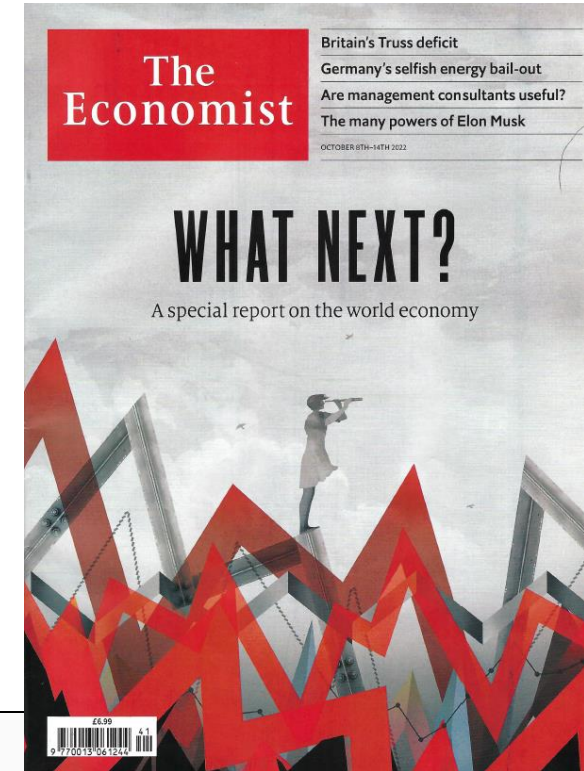 The
Economist
Britain's Truss deficit
Germany's selfish energy bail-out
Are management consultants useful?
The many powers of Elon Musk
OCTOBER 8TH–14TH 2022
WHAT NEXT?
A special report on the world economy
£6.99
41
9 770013 061244